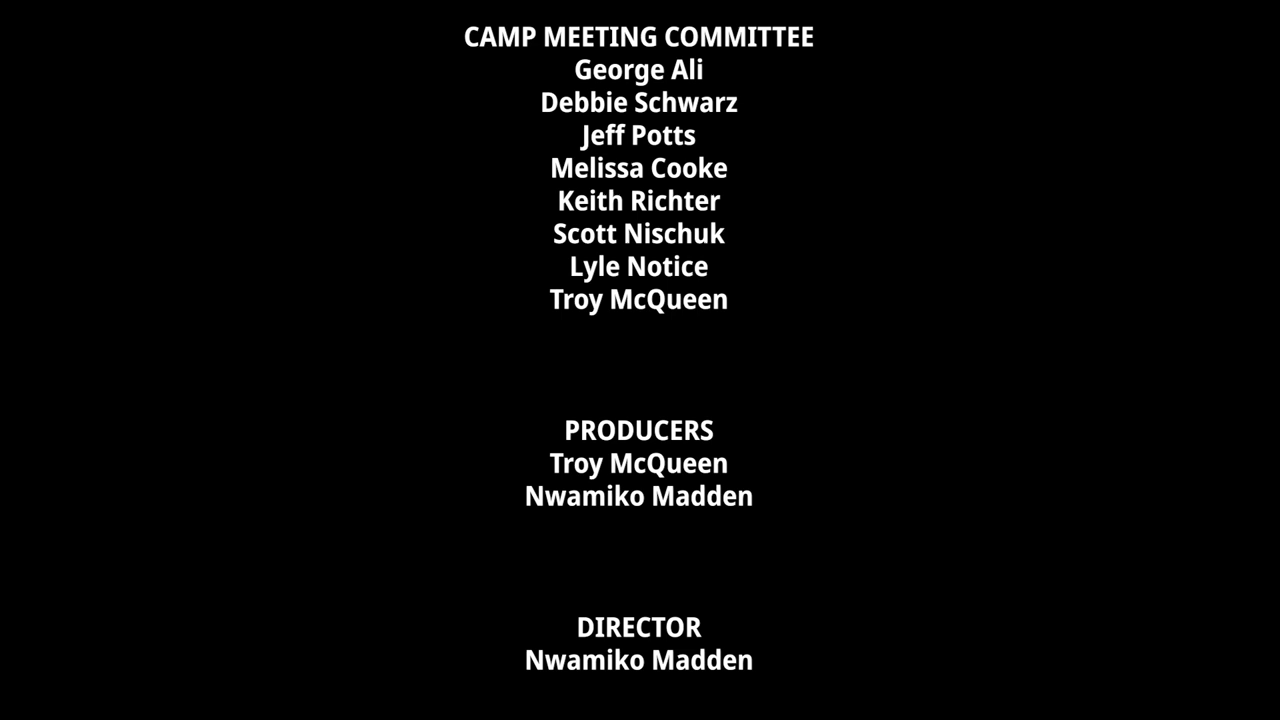 CAMP MEETING COMMITTEE
George Ali
Debbie Schwarz
Jeff Potts
Melissa Cooke
Keith Richter
Scott Nischuk
Lyle Notice
Troy McQueen
PRODUCERS
Troy McQueen
Nwamiko Madden
DIRECTOR
Nwamiko Madden